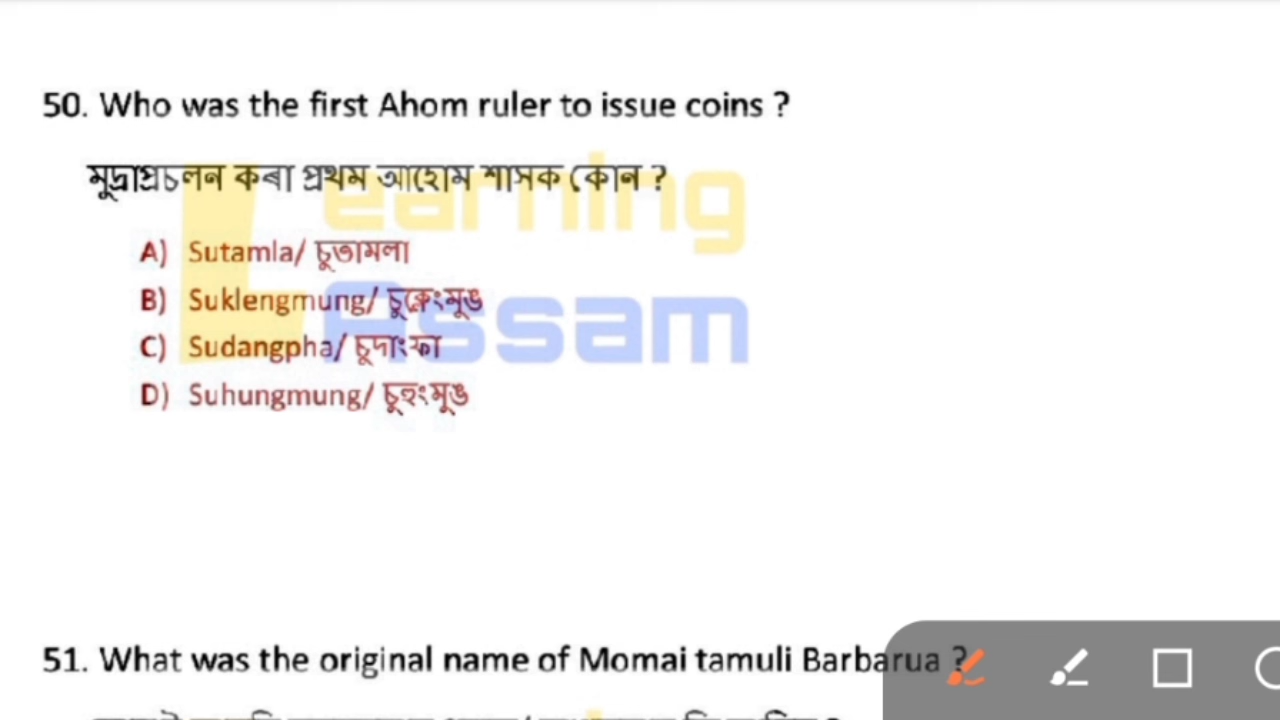 50. Who was the first Ahom ruler to issue coins ?
মুদ্ৰাপ্ৰচলন কৰা প্ৰথম আহোম শাসক কোন ?
Learning
Assam
A) Sutamla/ চুতামলা
B) Suklengmung/ চুক্লেংমুঙ
C) Sudangpha/ চুদাংফা
D) Suhungmung/ চুহুংমুঙ
51. What was the original name of Momai tamuli Barbarua ?